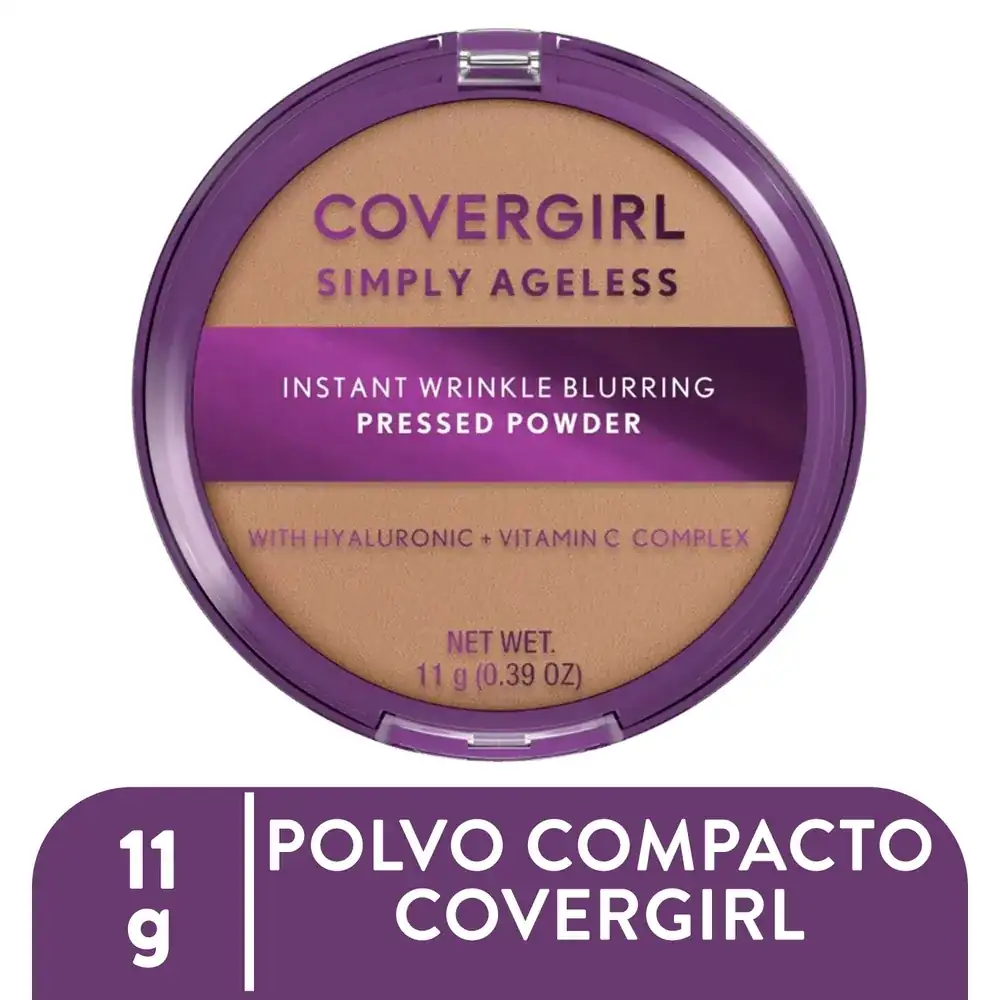 COVERGIRL
SIMPLY AGELESS
INSTANT WRINKLE BLURRING
PRESSED POWDER
WITH HYALURONIC + VITAMIN C COMPLEX
NET WET.
11 g (0.39 OZ)
11
g
POLVO COMPACTO
COVERGIRL